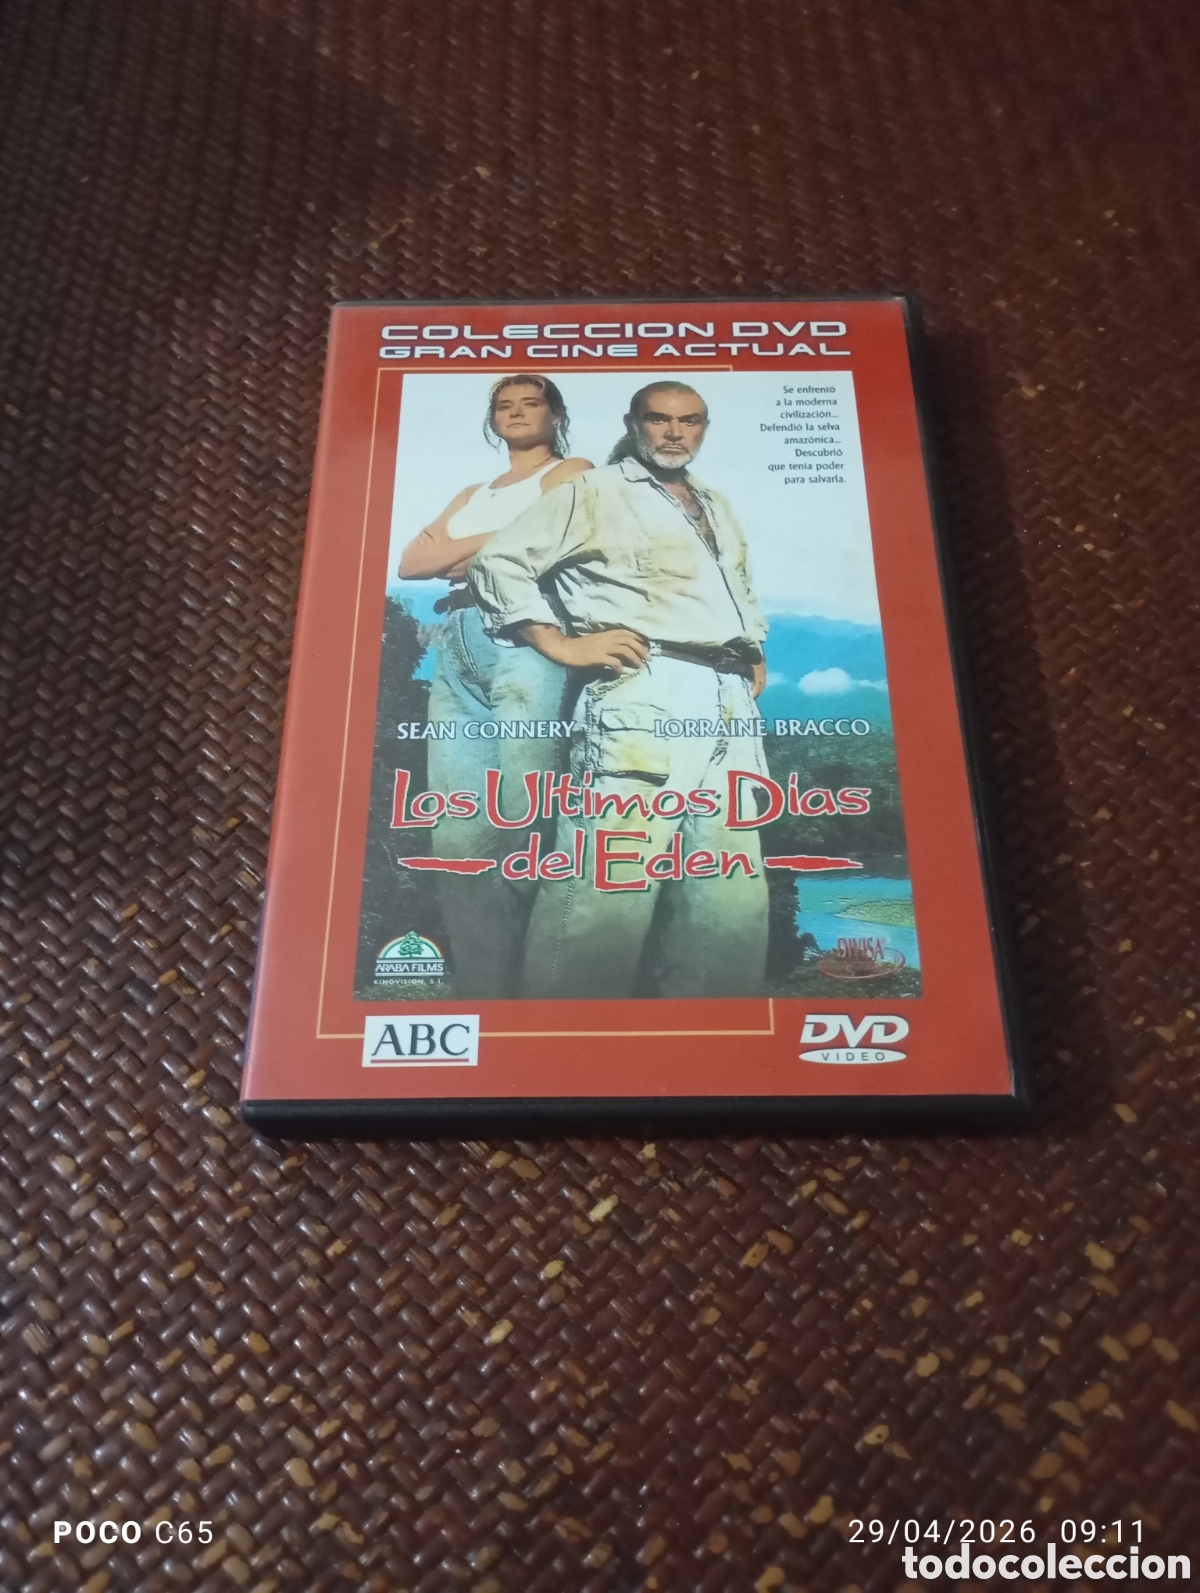 COLECCION DVD
GRAN CINE ACTUAL
Se enfrentó
a la moderna
civilización...
Defendió la selva
amazónica...
Descubrió
que tenía poder
para salvarla.
SEAN CONNERY LORRAINE BRACCO
Los Ultimos Dias
del Eden
ARABA FILMS
KINOVISION, S.L.
DMHSA
ABC
DVD
VIDEO
POCO C65
29/04/2026 09:11
todocoleccion